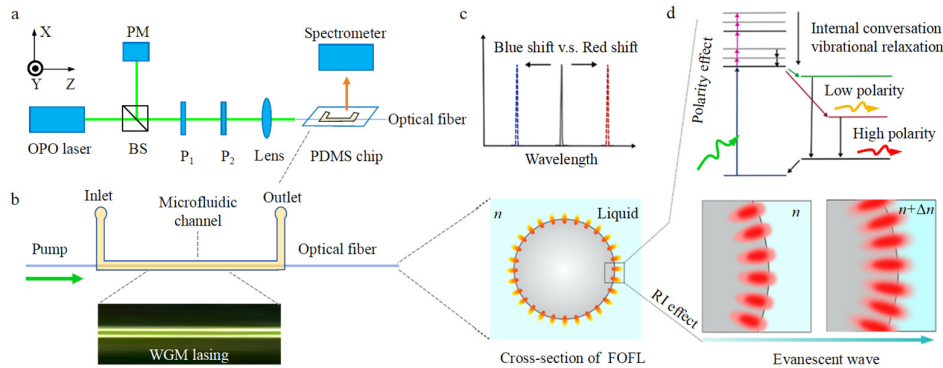 a
X
Y
Z
PM
OPO laser
BS
P1
P2
Lens
Spectrometer
Optical fiber
PDMS chip
b
Inlet
Outlet
Microfluidic
channel
Pump
Optical fiber
WGM lasing
c
Blue shift v.s. Red shift
Wavelength
n
Liquid
Cross-section of FOFL
d
Polarity effect
Internal conversation
vibrational relaxation
Low polarity
High polarity
RI effect
n
n+Δn
Evanescent wave